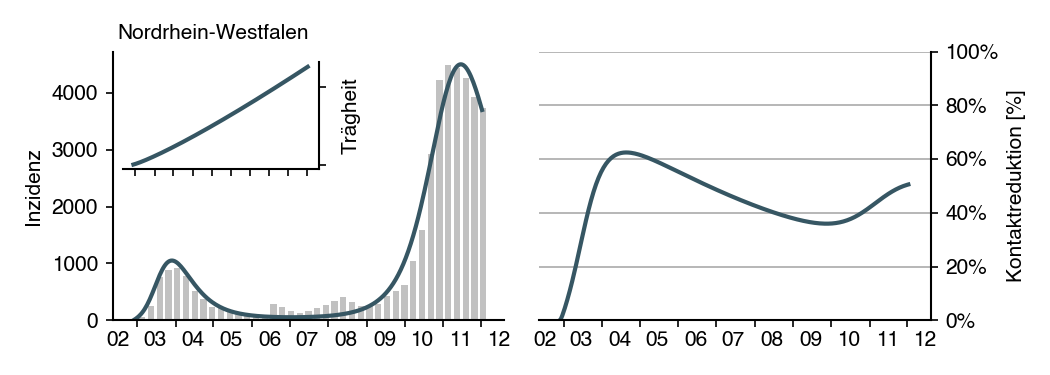 Nordrhein-Westfalen
Inzidenz
4000
3000
2000
1000
0
Trägheit
02 03 04 05 06 07 08 09 10 11 12
100%
80%
60%
40%
20%
0%
Kontaktreduktion [%]
02 03 04 05 06 07 08 09 10 11 12